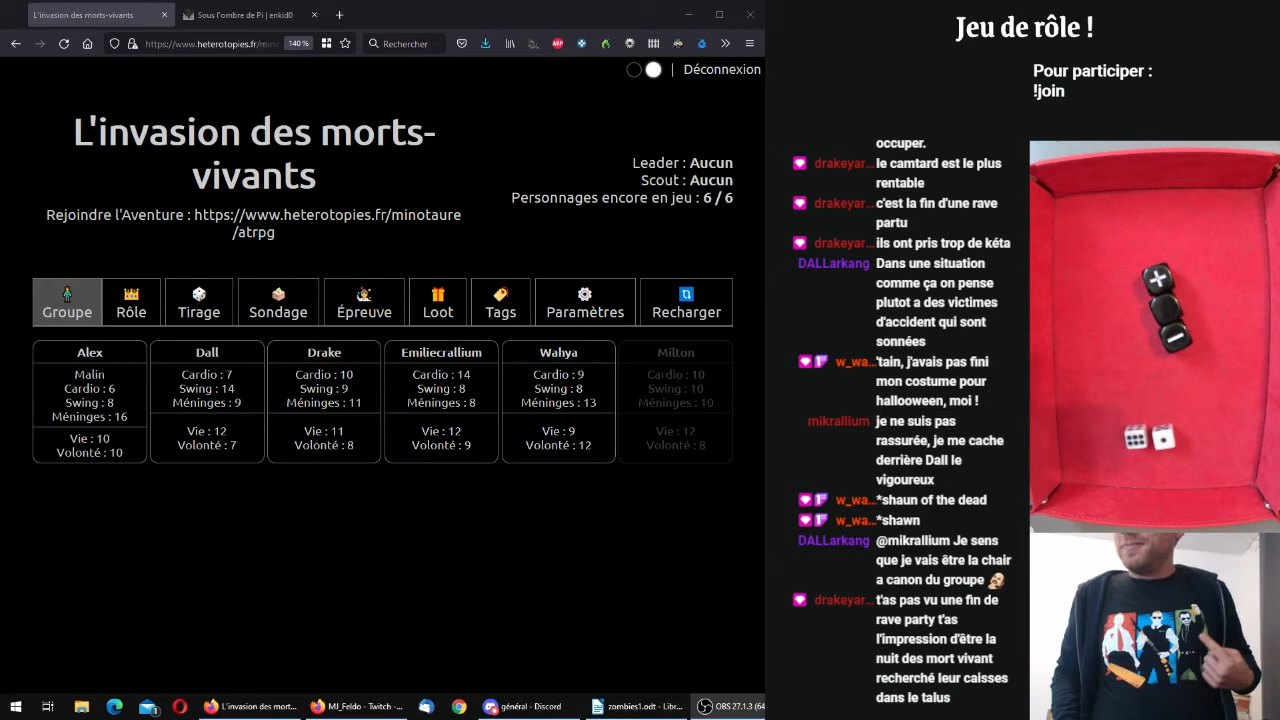 L'invasion des morts-vivants
Sous l'ombre de Pi | enkid0
https://www.heterotopies.fr/mino
140 %
Rechercher
| Déconnexion
L'invasion des morts-
vivants
Rejoindre l'Aventure : https://www.heterotopies.fr/minotaure
/atrpg
Leader : Aucun
Scout : Aucun
Personnages encore en jeu : 6 / 6
Groupe
Rôle
Tirage
Sondage
Épreuve
Loot
Tags
Paramètres
Recharger
Alex
Malin
Cardio : 6
Swing : 8
Méninges : 16
Vie : 10
Volonté : 10
Dall
Cardio : 7
Swing : 14
Méninges : 9
Vie : 12
Volonté : 7
Drake
Cardio : 10
Swing : 9
Méninges : 11
Vie : 11
Volonté : 8
Emiliecrallium
Cardio : 14
Swing : 8
Méninges : 8
Vie : 12
Volonté : 9
Wahya
Cardio : 9
Swing : 8
Méninges : 13
Vie : 9
Volonté : 12
Milton
Cardio : 10
Swing : 10
Méninges : 10
Vie : 12
Volonté : 8
Jeu de rôle !
Pour participer :
!join
occuper.
drakeyar... le camtard est le plus
rentable
drakeyar... c'est la fin d'une rave
partu
drakeyar... ils ont pris trop de kéta
DALLarkang Dans une situation
comme ça on pense
plutot a des victimes
d'accident qui sont
sonnées
w_wa... 'tain, j'avais pas fini
mon costume pour
hallooween, moi !
mikrallium je ne suis pas
rassurée, je me cache
derrière Dall le
vigoureux
w_wa... *shaun of the dead
w_wa... *shawn
DALLarkang @mikrallium Je sens
que je vais être la chair
a canon du groupe
drakeyar... t'as pas vu une fin de
rave party t'as
l'impression d'être la
nuit des mort vivant
recherché leur caisses
dans le talus
L'invasion des mort...
MJ_Feldo - Twitch -...
général - Discord
zombies1.odt - Libr...
OBS 27.1.3 (64